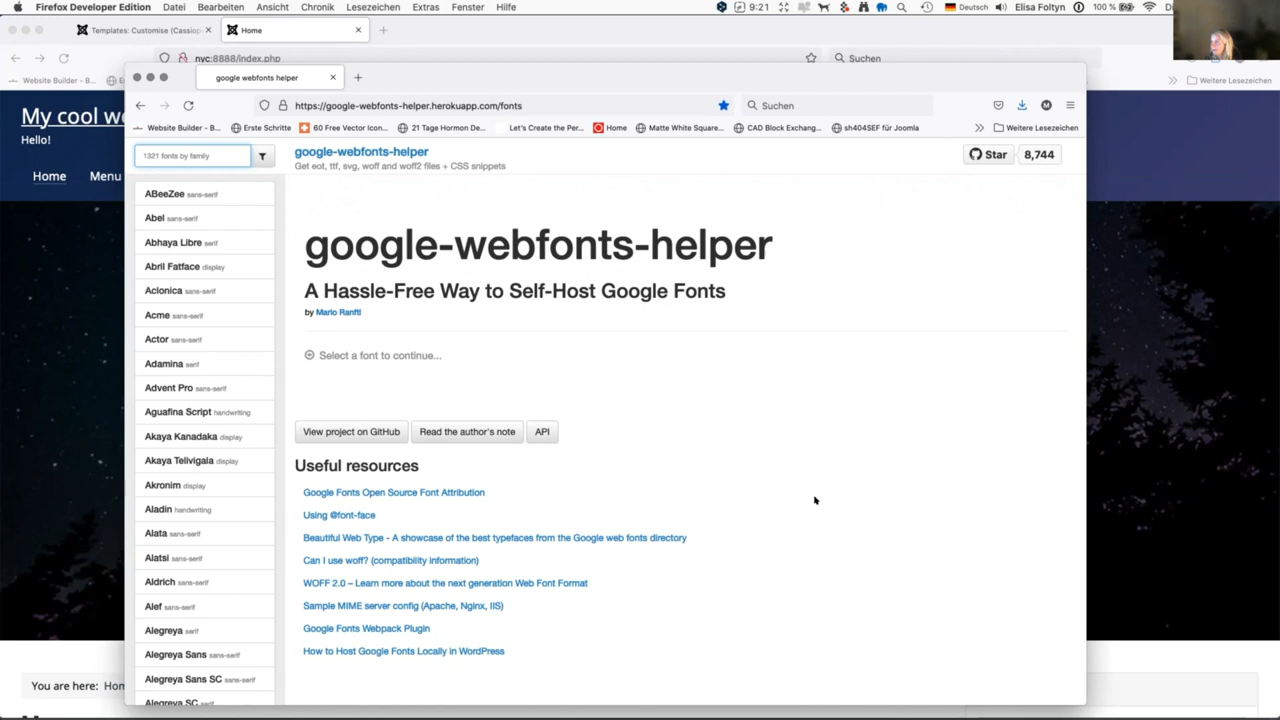 Firefox Developer Edition Datei Bearbeiten Ansicht Chronik Lesezeichen Extras Fenster Hilfe 9:21 Deutsch Elisa Foltyn 100 %
Templates: Customise (Cassiop Home
nyc:8888/index.php Suchen
Website Builder - B... Weitere Lesezeichen
google webfonts helper
https://google-webfonts-helper.herokuapp.com/fonts Suchen
Website Builder - B... Erste Schritte 60 Free Vector Icon... 21 Tage Hormon De... Let's Create the Per... Home Matte White Square... CAD Block Exchang... sh404SEF für Joomla Weitere Lesezeichen
My cool we
Hello!
Home Menu
1321 fonts by family
google-webfonts-helper
Get eot, ttf, svg, woff and woff2 files + CSS snippets
Star 8,744
ABeeZee sans-serif
Abel sans-serif
Abhaya Libre serif
Abril Fatface display
Aclonica sans-serif
Acme sans-serif
Actor sans-serif
Adamina serif
Advent Pro sans-serif
Aguafina Script handwriting
Akaya Kanadaka display
Akaya Telivigala display
Akronim display
Aladin handwriting
Alata sans-serif
Alatsi sans-serif
Aldrich sans-serif
Alef sans-serif
Alegreya serif
Alegreya Sans sans-serif
Alegreya Sans SC sans-serif
Alegreya SC
google-webfonts-helper
A Hassle-Free Way to Self-Host Google Fonts
by Mario Ranftl
Select a font to continue...
View project on GitHub Read the author's note API
Useful resources
Google Fonts Open Source Font Attribution
Using @font-face
Beautiful Web Type - A showcase of the best typefaces from the Google web fonts directory
Can I use woff? (compatibility information)
WOFF 2.0 – Learn more about the next generation Web Font Format
Sample MIME server config (Apache, Nginx, IIS)
Google Fonts Webpack Plugin
How to Host Google Fonts Locally in WordPress
You are here: Hom